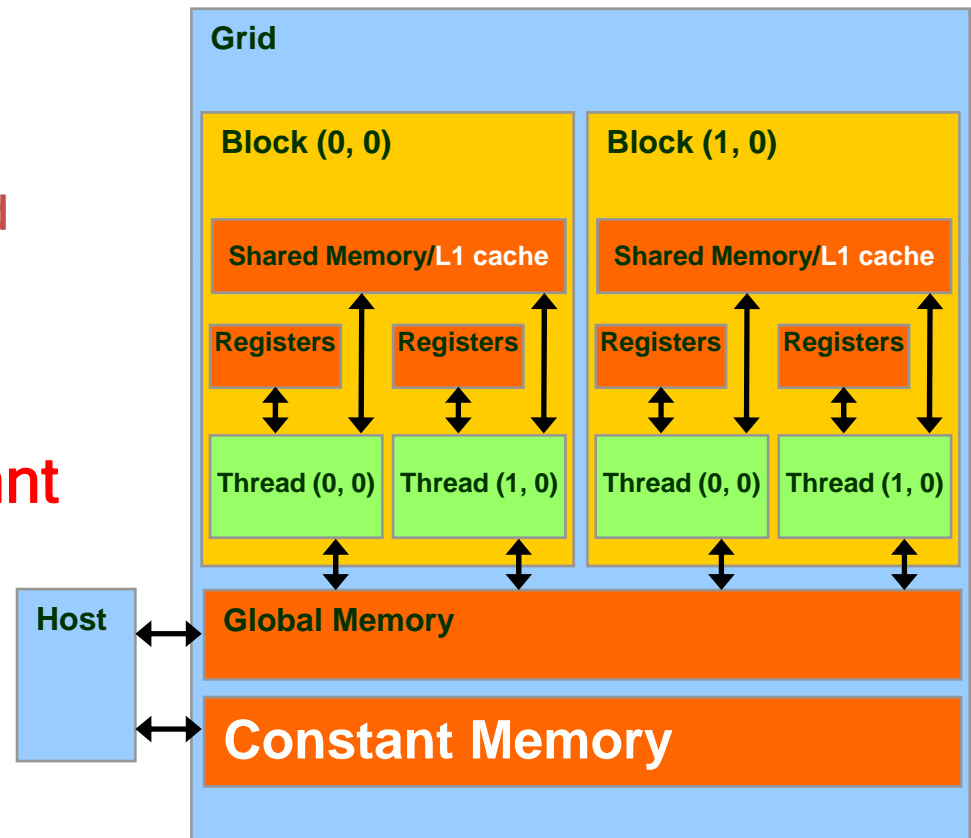 Grid
Block (0, 0)
Block (1, 0)
Shared Memory/L1 cache
Shared Memory/L1 cache
Registers
Registers
Registers
Registers
Thread (0, 0)
Thread (1, 0)
Thread (0, 0)
Thread (1, 0)
Host
Global Memory
Constant Memory